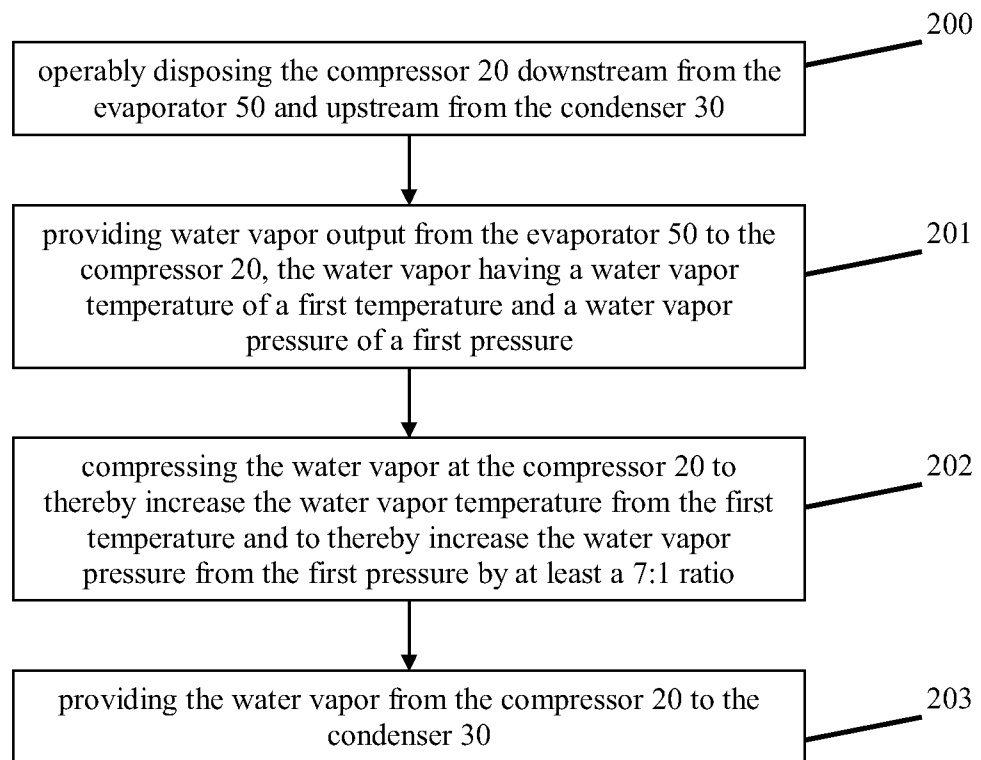 200
operably disposing the compressor 20 downstream from the
evaporator 50 and upstream from the condenser 30
201
providing water vapor output from the evaporator 50 to the
compressor 20, the water vapor having a water vapor
temperature of a first temperature and a water vapor
pressure of a first pressure
202
compressing the water vapor at the compressor 20 to
thereby increase the water vapor temperature from the first
temperature and to thereby increase the water vapor
pressure from the first pressure by at least a 7:1 ratio
203
providing the water vapor from the compressor 20 to the
condenser 30